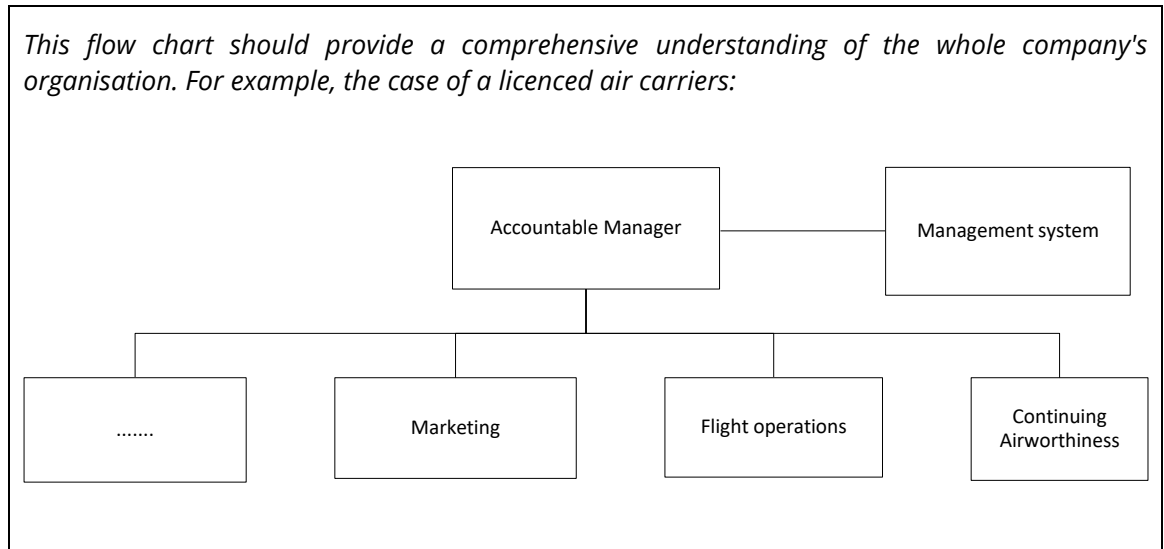 This flow chart should provide a comprehensive understanding of the whole company's
organisation. For example, the case of a licenced air carriers:
Accountable Manager
Management system
.......
Marketing
Flight operations
Continuing
Airworthiness